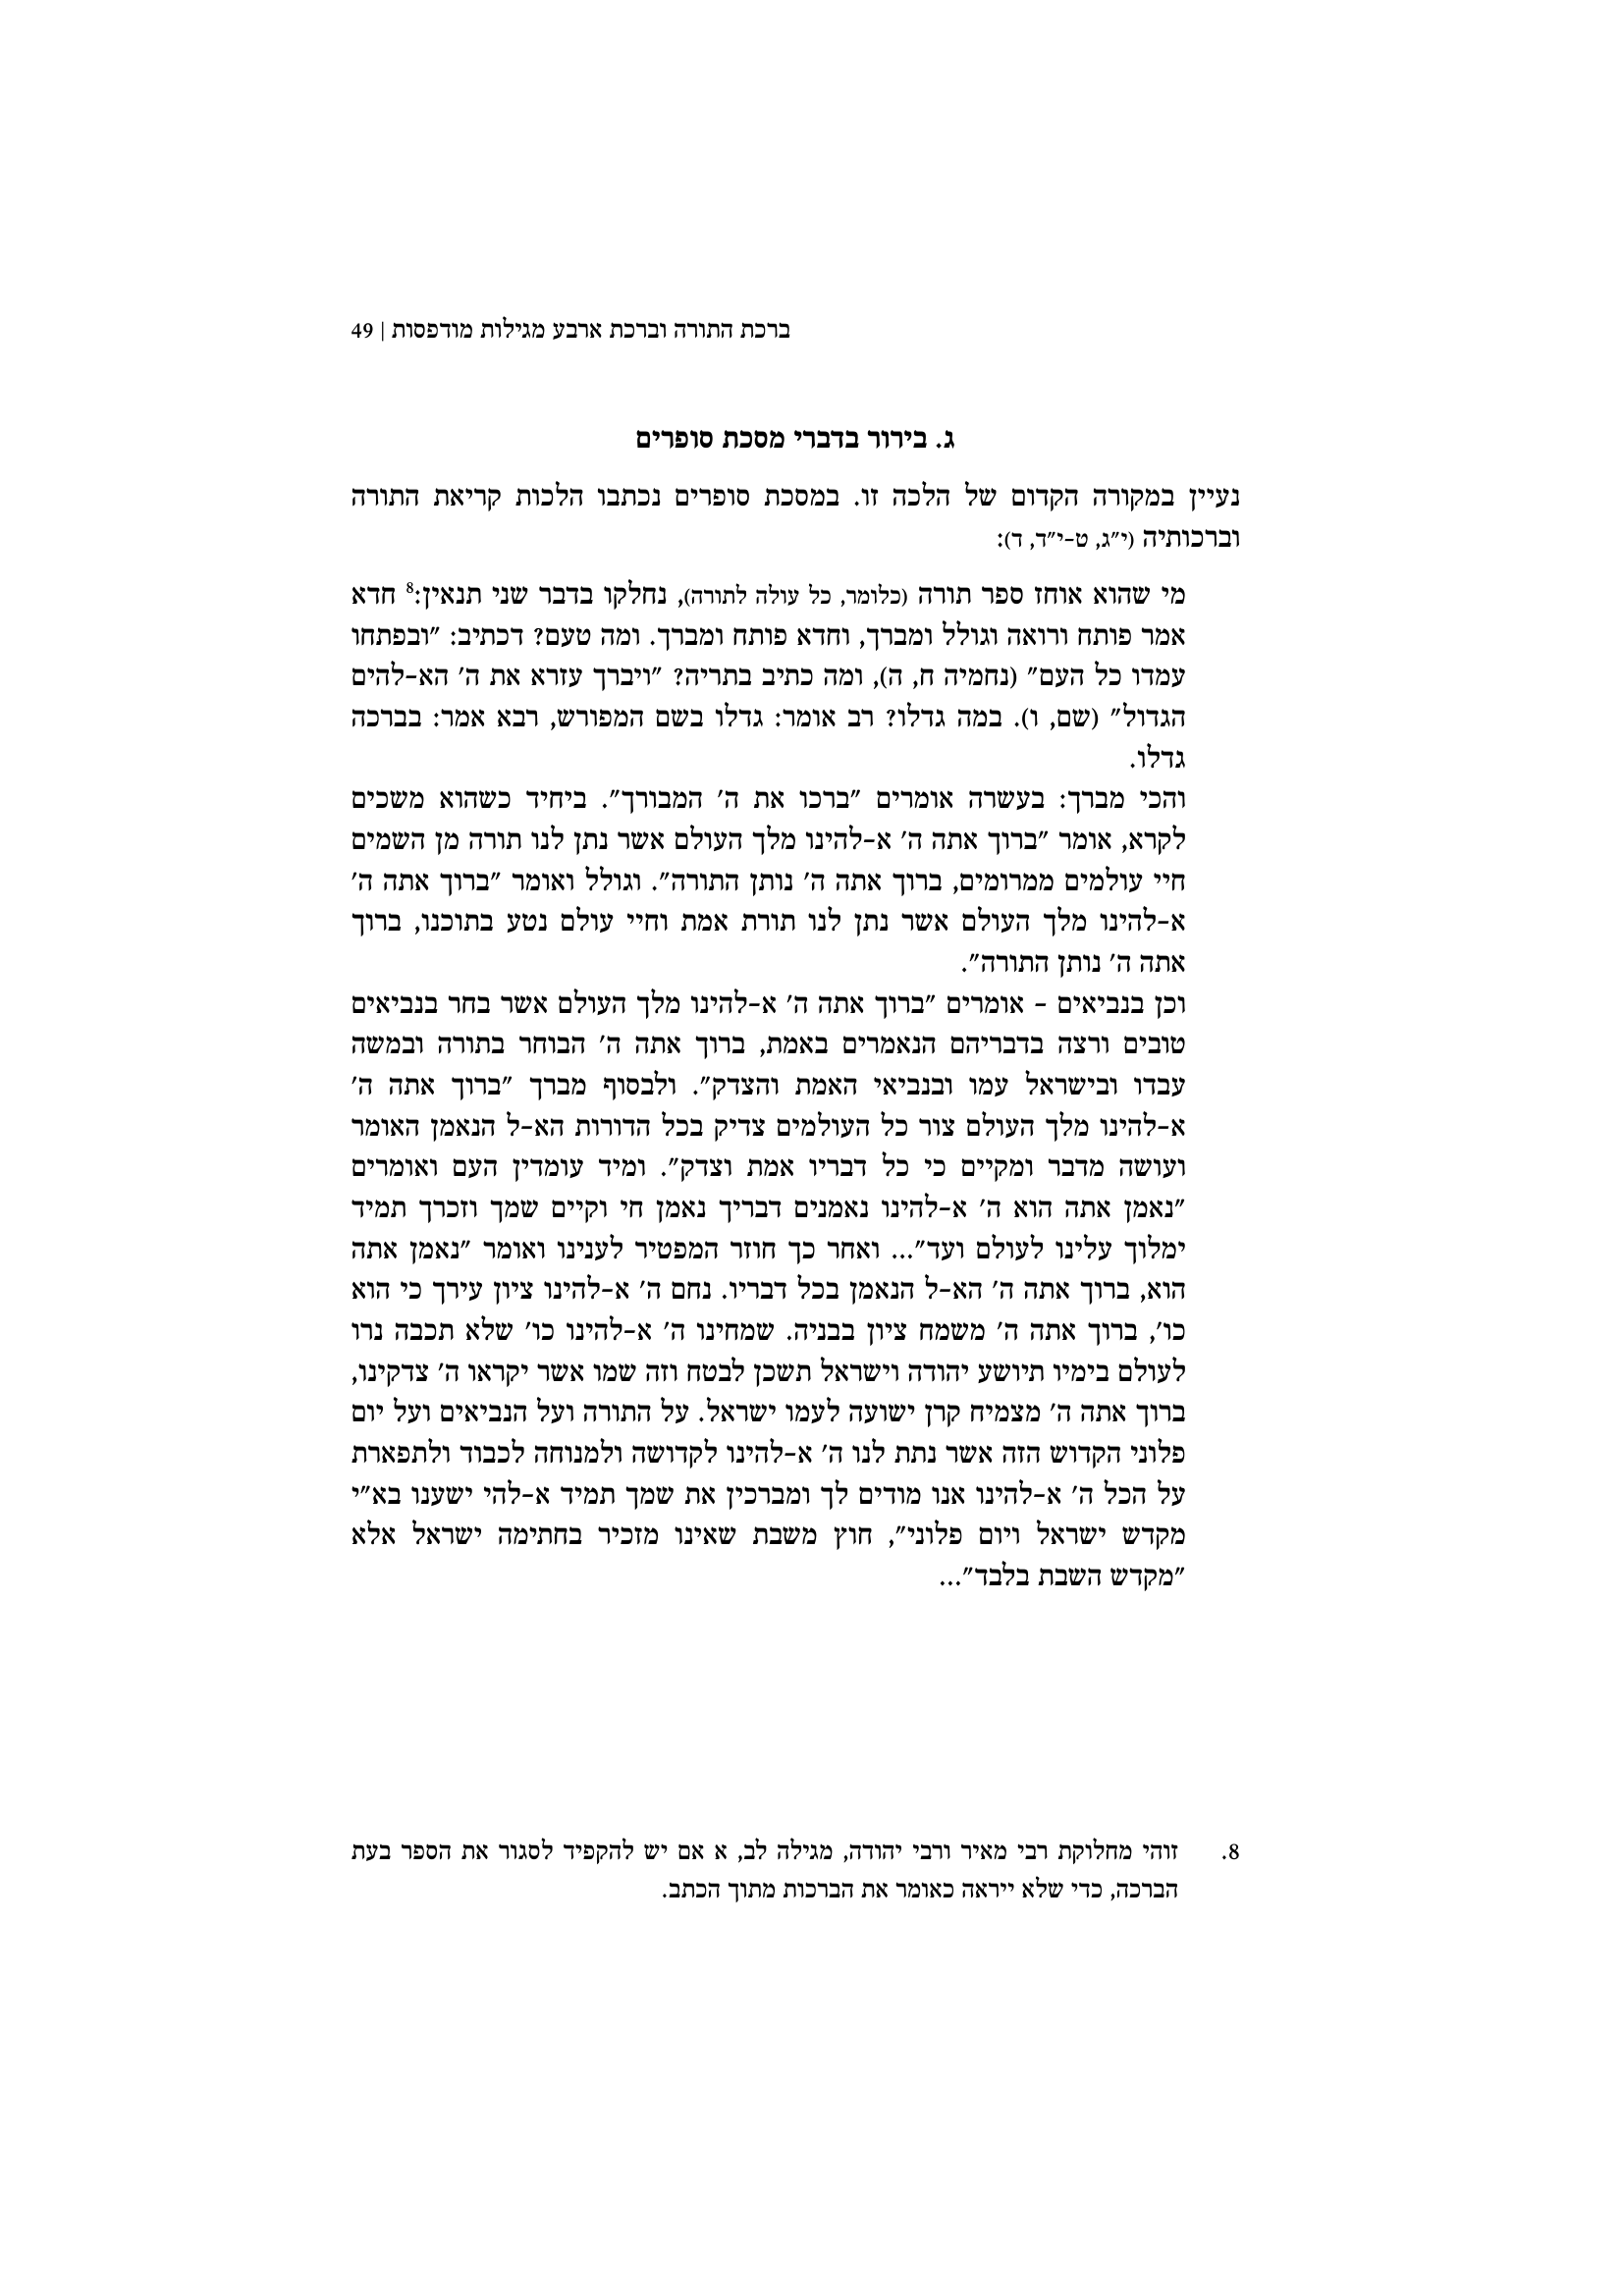 ברכת התורה וברכת ארבע מגילות מודפסות | 49
ג. בירור בדברי מסכת סופרים
נעיין במקורה הקדום של הלכה זו. במסכת סופרים נכתבו הלכות קריאת התורה
וברכותיה (י״ג, ט–י״ד, ד):
מי שהוא אוחז ספר תורה (כלומר, כל עולה לתורה), נחלקו בדבר שני תנאין:8 חדא
אמר פותח ורואה וגולל ומברך, וחדא פותח ומברך. ומה טעם? דכתיב: ״ובפתחו
עמדו כל העם״ (נחמיה ח, ה), ומה כתיב בתריה? ״ויברך עזרא את ה׳ הא–להים
הגדול״ (שם, ו). במה גדלו? רב אומר: גדלו בשם המפורש, רבא אמר: בברכה
גדלו.
והכי מברך: בעשרה אומרים ״ברכו את ה׳ המבורך״. ביחיד כשהוא משכים
לקרא, אומר ״ברוך אתה ה׳ א–להינו מלך העולם אשר נתן לנו תורה מן השמים
חיי עולמים ממרומים, ברוך אתה ה׳ נותן התורה״. וגולל ואומר ״ברוך אתה ה׳
א–להינו מלך העולם אשר נתן לנו תורת אמת וחיי עולם נטע בתוכנו, ברוך
אתה ה׳ נותן התורה״.
וכן בנביאים – אומרים ״ברוך אתה ה׳ א–להינו מלך העולם אשר בחר בנביאים
טובים ורצה בדבריהם הנאמרים באמת, ברוך אתה ה׳ הבוחר בתורה ובמשה
עבדו ובישראל עמו ובנביאי האמת והצדק״. ולבסוף מברך ״ברוך אתה ה׳
א–להינו מלך העולם צור כל העולמים צדיק בכל הדורות הא–ל הנאמן האומר
ועושה מדבר ומקיים כי כל דבריו אמת וצדק״. ומיד עומדין העם ואומרים
״נאמן אתה הוא ה׳ א–להינו נאמנים דבריך נאמן חי וקיים שמך וזכרך תמיד
ימלוך עלינו לעולם ועד״... ואחר כך חוזר המפטיר לענינו ואומר ״נאמן אתה
הוא, ברוך אתה ה׳ הא–ל הנאמן בכל דבריו. נחם ה׳ א–להינו ציון עירך כי הוא
כו׳, ברוך אתה ה׳ משמח ציון בבניה. שמחינו ה׳ א–להינו כו׳ שלא תכבה נרו
לעולם בימיו תיושע יהודה וישראל תשכן לבטח וזה שמו אשר יקראו ה׳ צדקינו,
ברוך אתה ה׳ מצמיח קרן ישועה לעמו ישראל. על התורה ועל הנביאים ועל יום
פלוני הקדוש הזה אשר נתת לנו ה׳ א–להינו לקדושה ולמנוחה לכבוד ולתפארת
על הכל ה׳ א–להינו אנו מודים לך ומברכין את שמך תמיד א–להי ישענו בא״י
מקדש ישראל ויום פלוני״, חוץ משבת שאינו מזכיר בחתימה ישראל אלא
״מקדש השבת בלבד״...
8. זוהי מחלוקת רבי מאיר ורבי יהודה, מגילה לב, א אם יש להקפיד לסגור את הספר בעת
הברכה, כדי שלא ייראה כאומר את הברכות מתוך הכתב.